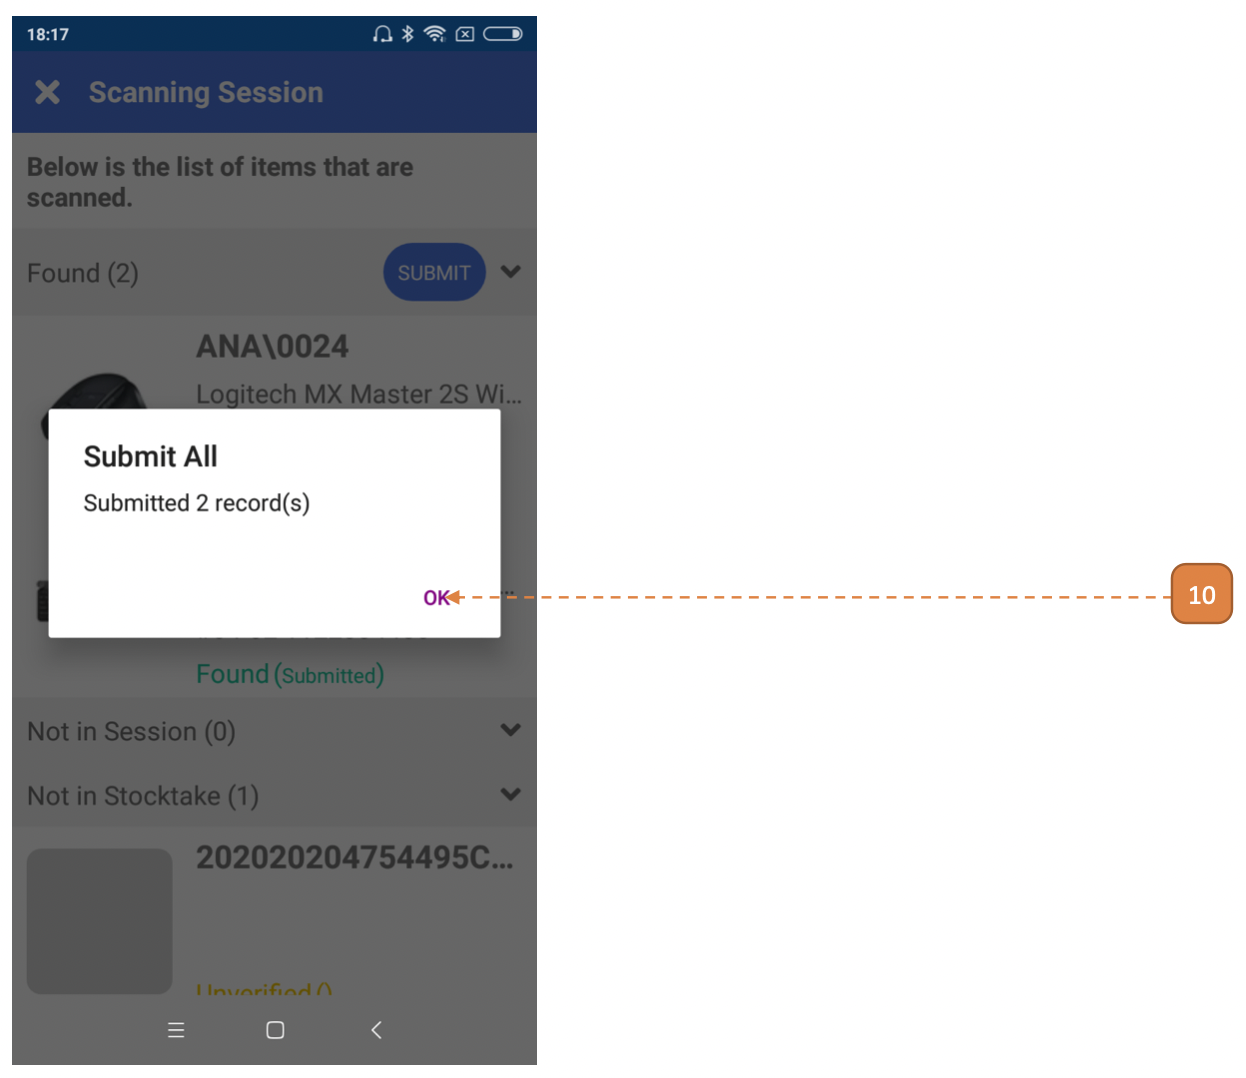 18:17
Scanning Session
Below is the list of items that are
scanned.
Found (2)
SUBMIT
ANA\0024
Logitech MX Master 2S Wi...
Submit All
Submitted 2 record(s)
OK
10
Found (Submitted)
Not in Session (0)
Not in Stocktake (1)
202020204754495C...
Unverified ()